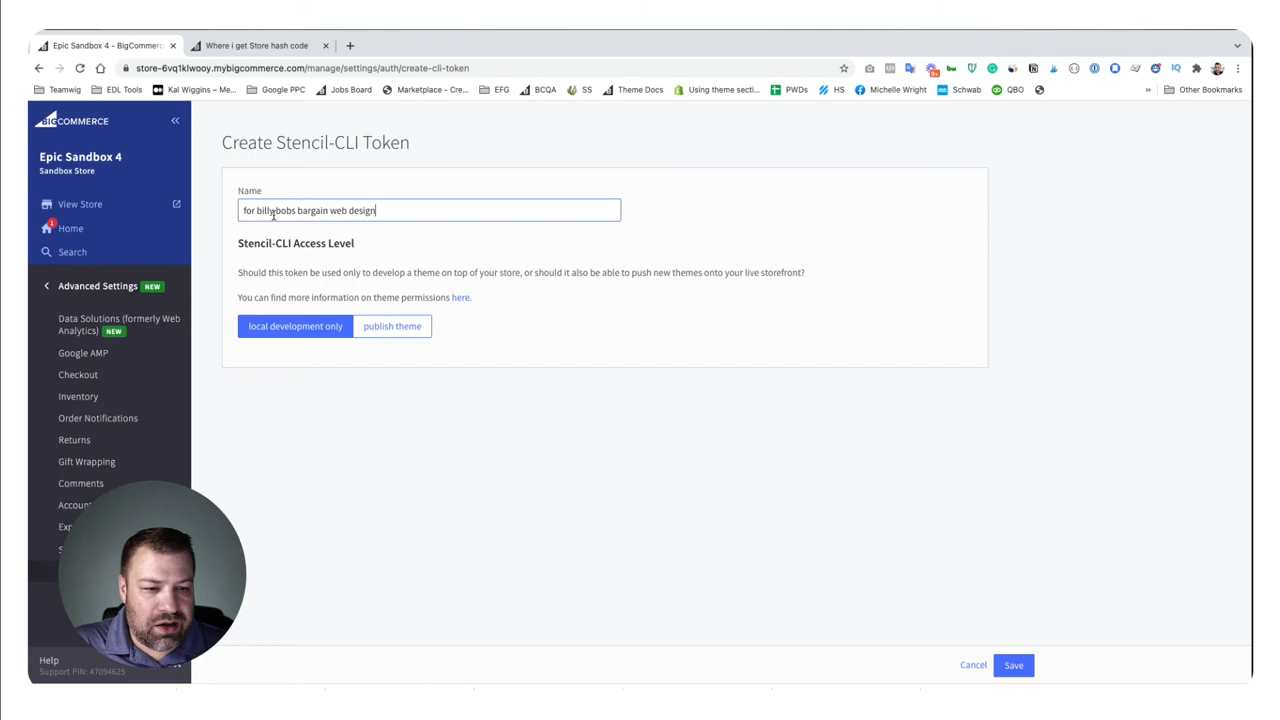 Epic Sandbox 4 - BigCommerc
Where i get Store hash code
store-6vq1klwooy.mybigcommerce.com/manage/settings/auth/create-cli-token
Teamwig
EDL Tools
Kal Wiggins – Me...
Google PPC
Jobs Board
Marketplace - Cre...
EFG
BCQA
SS
Theme Docs
Using theme secti...
PWDs
HS
Michelle Wright
Schwab
QBO
Other Bookmarks
BIGCOMMERCE
Epic Sandbox 4
Sandbox Store
View Store
1
Home
Search
Advanced Settings NEW
Data Solutions (formerly Web
Analytics) NEW
Google AMP
Checkout
Inventory
Order Notifications
Returns
Gift Wrapping
Comments
Help
Support PIN: 47094625
Create Stencil-CLI Token
Name
for billy bobs bargain web design
Stencil-CLI Access Level
Should this token be used only to develop a theme on top of your store, or should it also be able to push new themes onto your live storefront?
You can find more information on theme permissions here.
local development only
publish theme
Cancel
Save